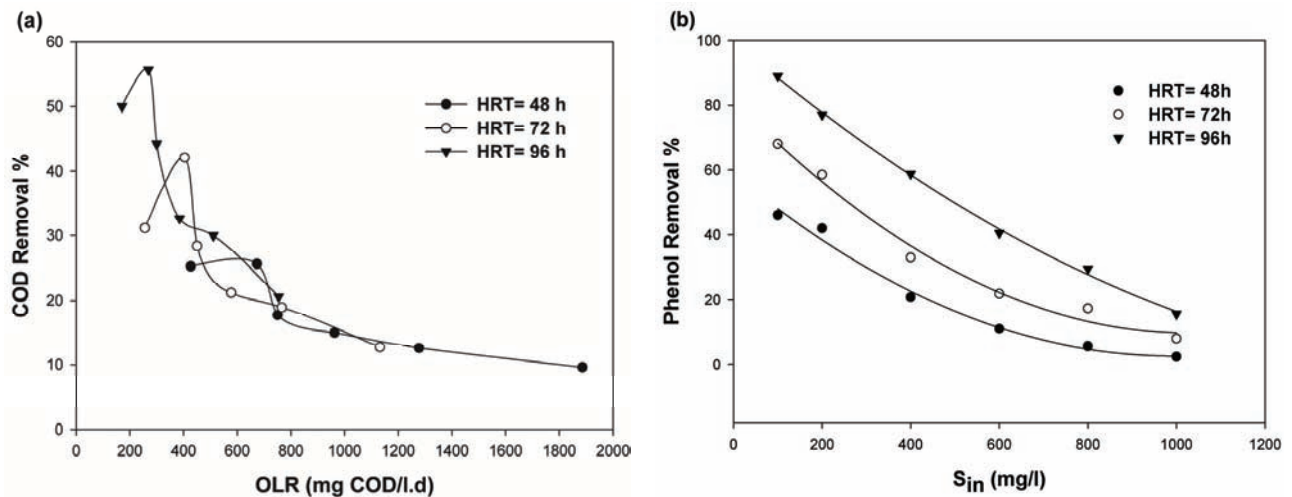 (a)
70
60
50
40
30
20
10
0
COD Removal %
HRT= 48 h
HRT= 72 h
HRT= 96 h
0 200 400 600 800 1000 1200 1400 1600 1800 2000
OLR (mg COD/l.d)
(b)
100
80
60
40
20
0
Phenol Removal %
HRT= 48h
HRT= 72h
HRT= 96h
0 200 400 600 800 1000 1200
Sin (mg/l)